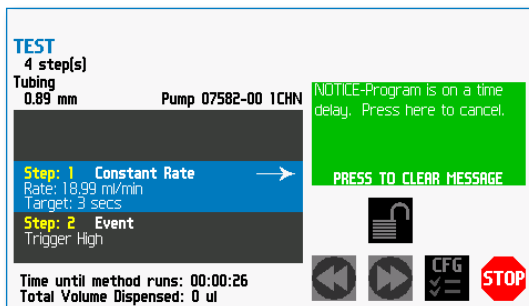 TEST
4 step(s)
Tubing
0.89 mm Pump 07582-00 1CHN
Step: 1 Constant Rate
Rate: 18.99 ml/min
Target: 3 secs
Step: 2 Event
Trigger High
Time until method runs: 00:00:26
Total Volume Dispensed: 0 ul
NOTICE-Program is on a time
delay. Press here to cancel.
PRESS TO CLEAR MESSAGE
CFG
STOP